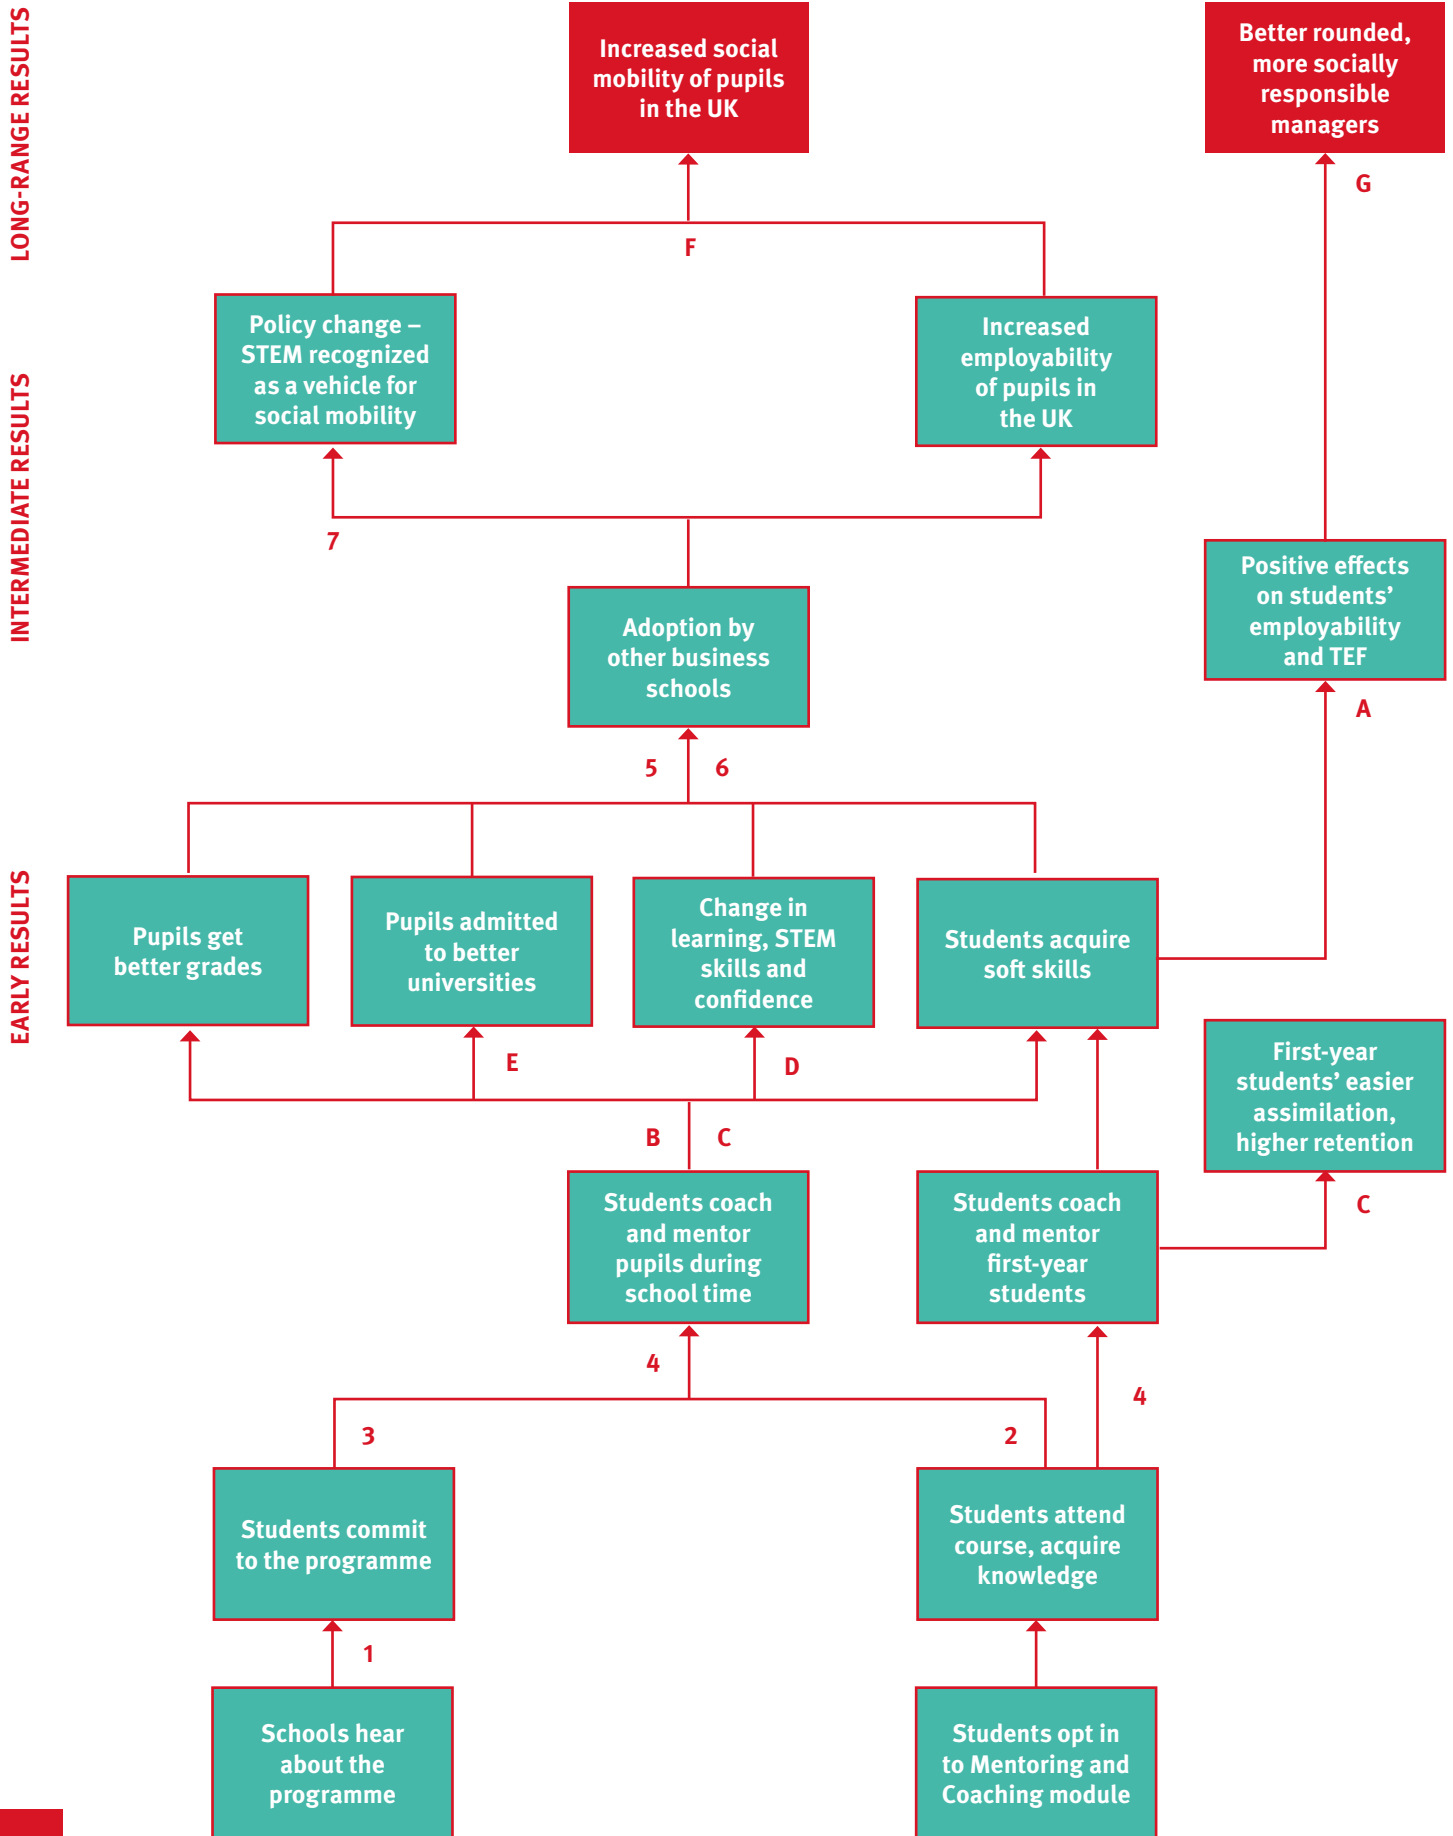 LONG-RANGE RESULTS
Increased social
mobility of pupils
in the UK
Better rounded,
more socially
responsible
managers
G
F
INTERMEDIATE RESULTS
Policy change –
STEM recognized
as a vehicle for
social mobility
Increased
employability
of pupils in
the UK
7
Adoption by
other business
schools
Positive effects
on students’
employability
and TEF
A
5
6
EARLY RESULTS
Pupils get
better grades
Pupils admitted
to better
universities
Change in
learning, STEM
skills and
confidence
Students acquire
soft skills
First-year
students’ easier
assimilation,
higher retention
E
D
B
C
Students coach
and mentor
pupils during
school time
Students coach
and mentor
first-year
students
C
4
4
3
2
Students commit
to the programme
Students attend
course, acquire
knowledge
1
Schools hear
about the
programme
Students opt in
to Mentoring and
Coaching module